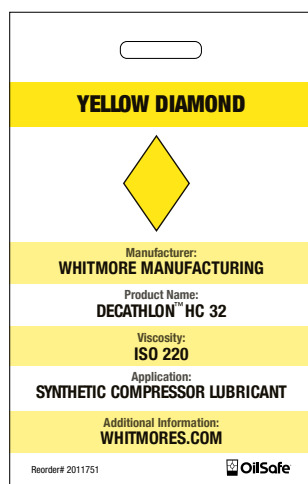 YELLOW DIAMOND
Manufacturer:
WHITMORE MANUFACTURING
Product Name:
DECATHLON™ HC 32
Viscosity:
ISO 220
Application:
SYNTHETIC COMPRESSOR LUBRICANT
Additional Information:
WHITMORES.COM
Reorder# 2011751 OilSafe